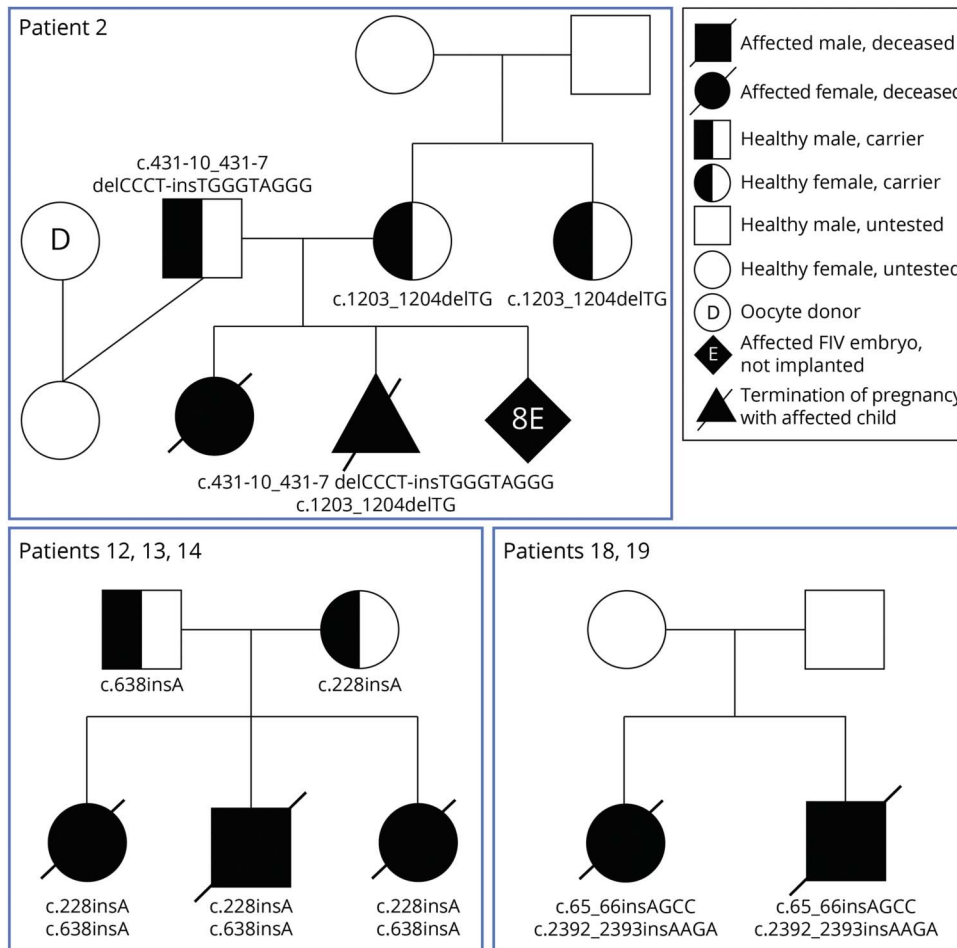 Patient 2
c.431-10_431-7
delCCCT-insTGGGTAGGG
D
c.1203_1204delTG
c.1203_1204delTG
8E
c.431-10_431-7 delCCCT-insTGGGTAGGG
c.1203_1204delTG
Affected male, deceased
Affected female, deceased
Healthy male, carrier
Healthy female, carrier
Healthy male, untested
Healthy female, untested
D
Oocyte donor
E
Affected FIV embryo,
not implanted
Termination of pregnancy
with affected child
Patients 12, 13, 14
c.638insA
c.228insA
c.228insA
c.638insA
c.228insA
c.638insA
c.228insA
c.638insA
Patients 18, 19
c.65_66insAGCC
c.2392_2393insAAGA
c.65_66insAGCC
c.2392_2393insAAGA